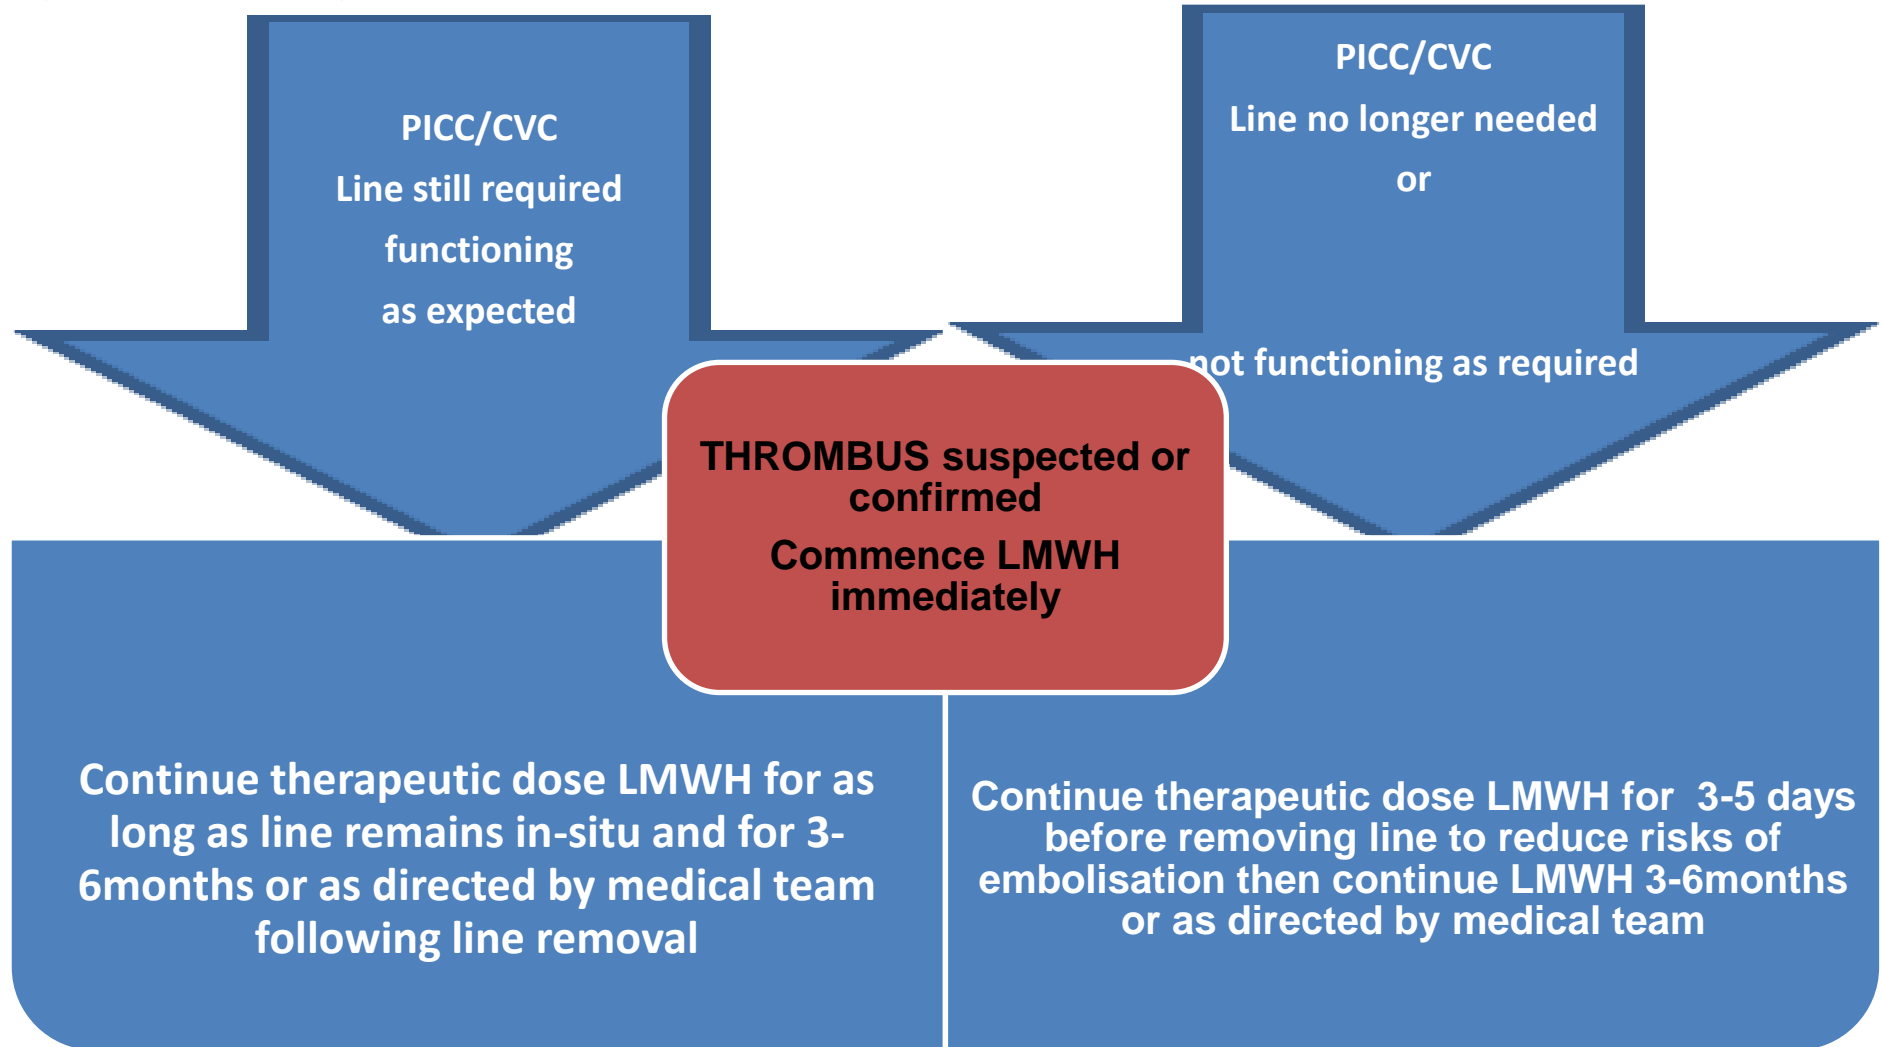 PICC/CVC
Line still required
functioning
as expected
PICC/CVC
Line no longer needed
or
not functioning as required
THROMBUS suspected or
confirmed
Commence LMWH
immediately
Continue therapeutic dose LMWH for as
long as line remains in-situ and for 3-
6months or as directed by medical team
following line removal
Continue therapeutic dose LMWH for  3-5 days
before removing line to reduce risks of
embolisation then continue LMWH 3-6months
or as directed by medical team